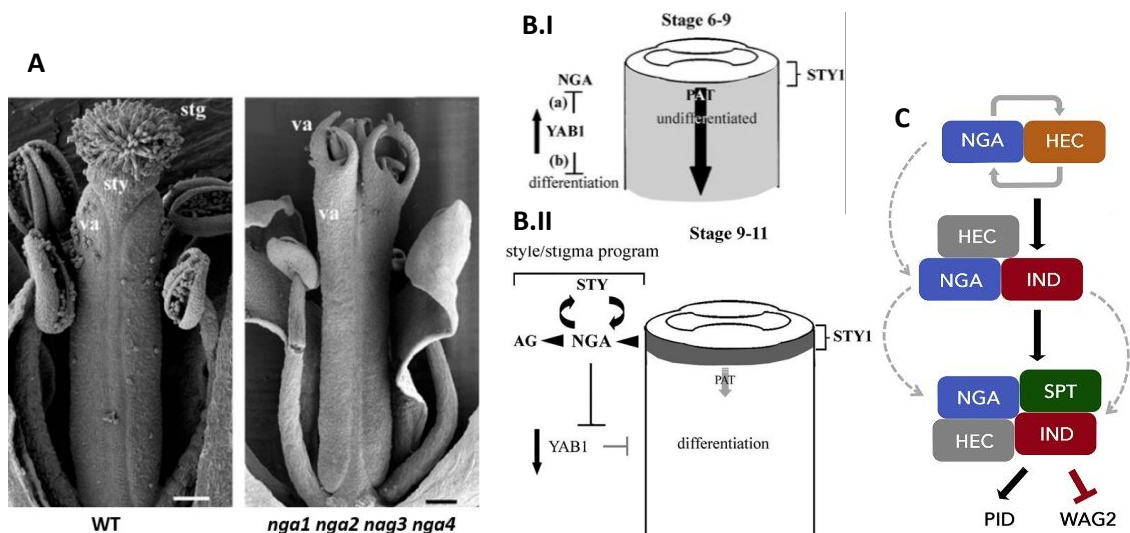 A
stg
sty
va
WT
va
va
nga1 nga2 nag3 nga4
B.I
Stage 6-9
NGA
(a)
YAB1
(b)
differentiation
PAT
undifferentiated
STY1
B.II
Stage 9-11
style/stigma program
STY
AG
NGA
YAB1
STY1
PAT
differentiation
C
NGA HEC
HEC
NGA IND
NGA SPT
HEC IND
PID WAG2